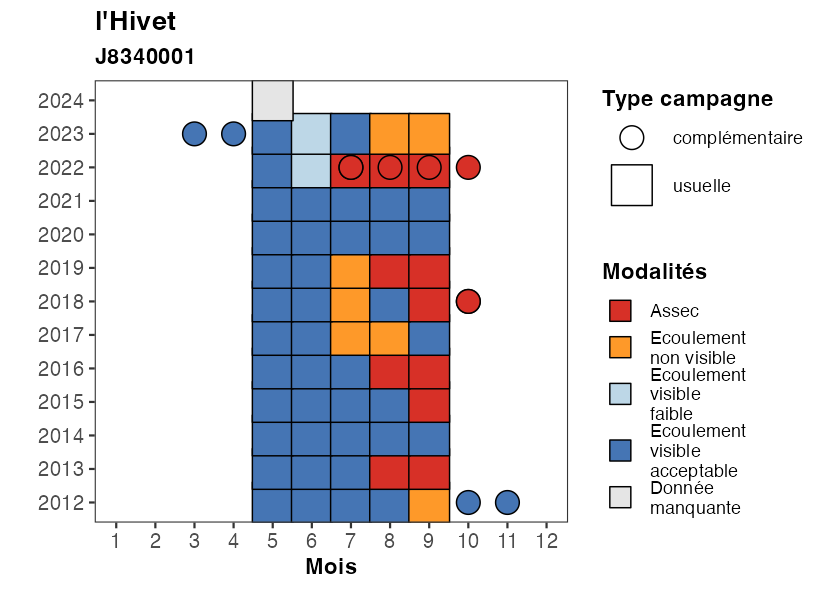 l'Hivet
J8340001
2024
2023
2022
2021
2020
2019
2018
2017
2016
2015
2014
2013
2012
1 2 3 4 5 6 7 8 9 10 11 12
Mois
Type campagne
complémentaire
usuelle
Modalités
Assec
Ecoulement
non visible
Ecoulement
visible
faible
Ecoulement
visible
acceptable
Donnée
manquante